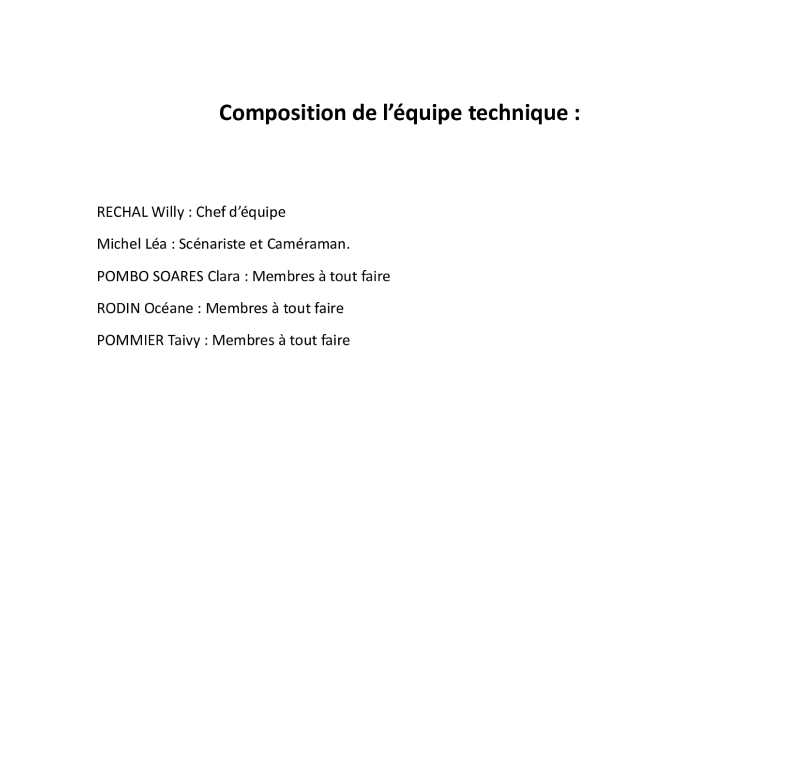 Composition de l’équipe technique :
RECHAL Willy : Chef d’équipe
Michel Léa : Scénariste et Caméraman.
POMBO SOARES Clara : Membres à tout faire
RODIN Océane : Membres à tout faire
POMMIER Taivy : Membres à tout faire